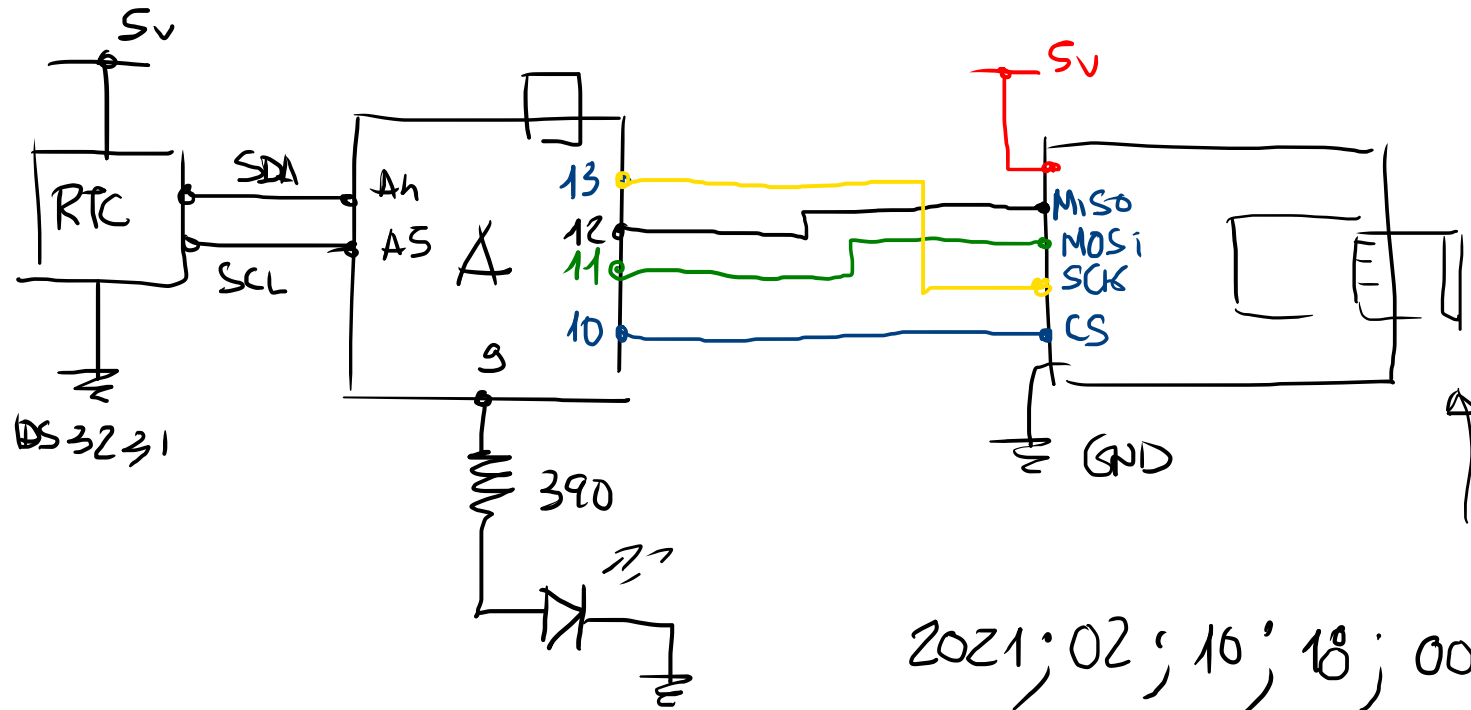 5v
5v
RTC
SDA
SCL
DS3231
A4
A5
A
13
12
11
10
9
MISO
MOSi
SCK
CS
390
GND
2021;02;10;18;00